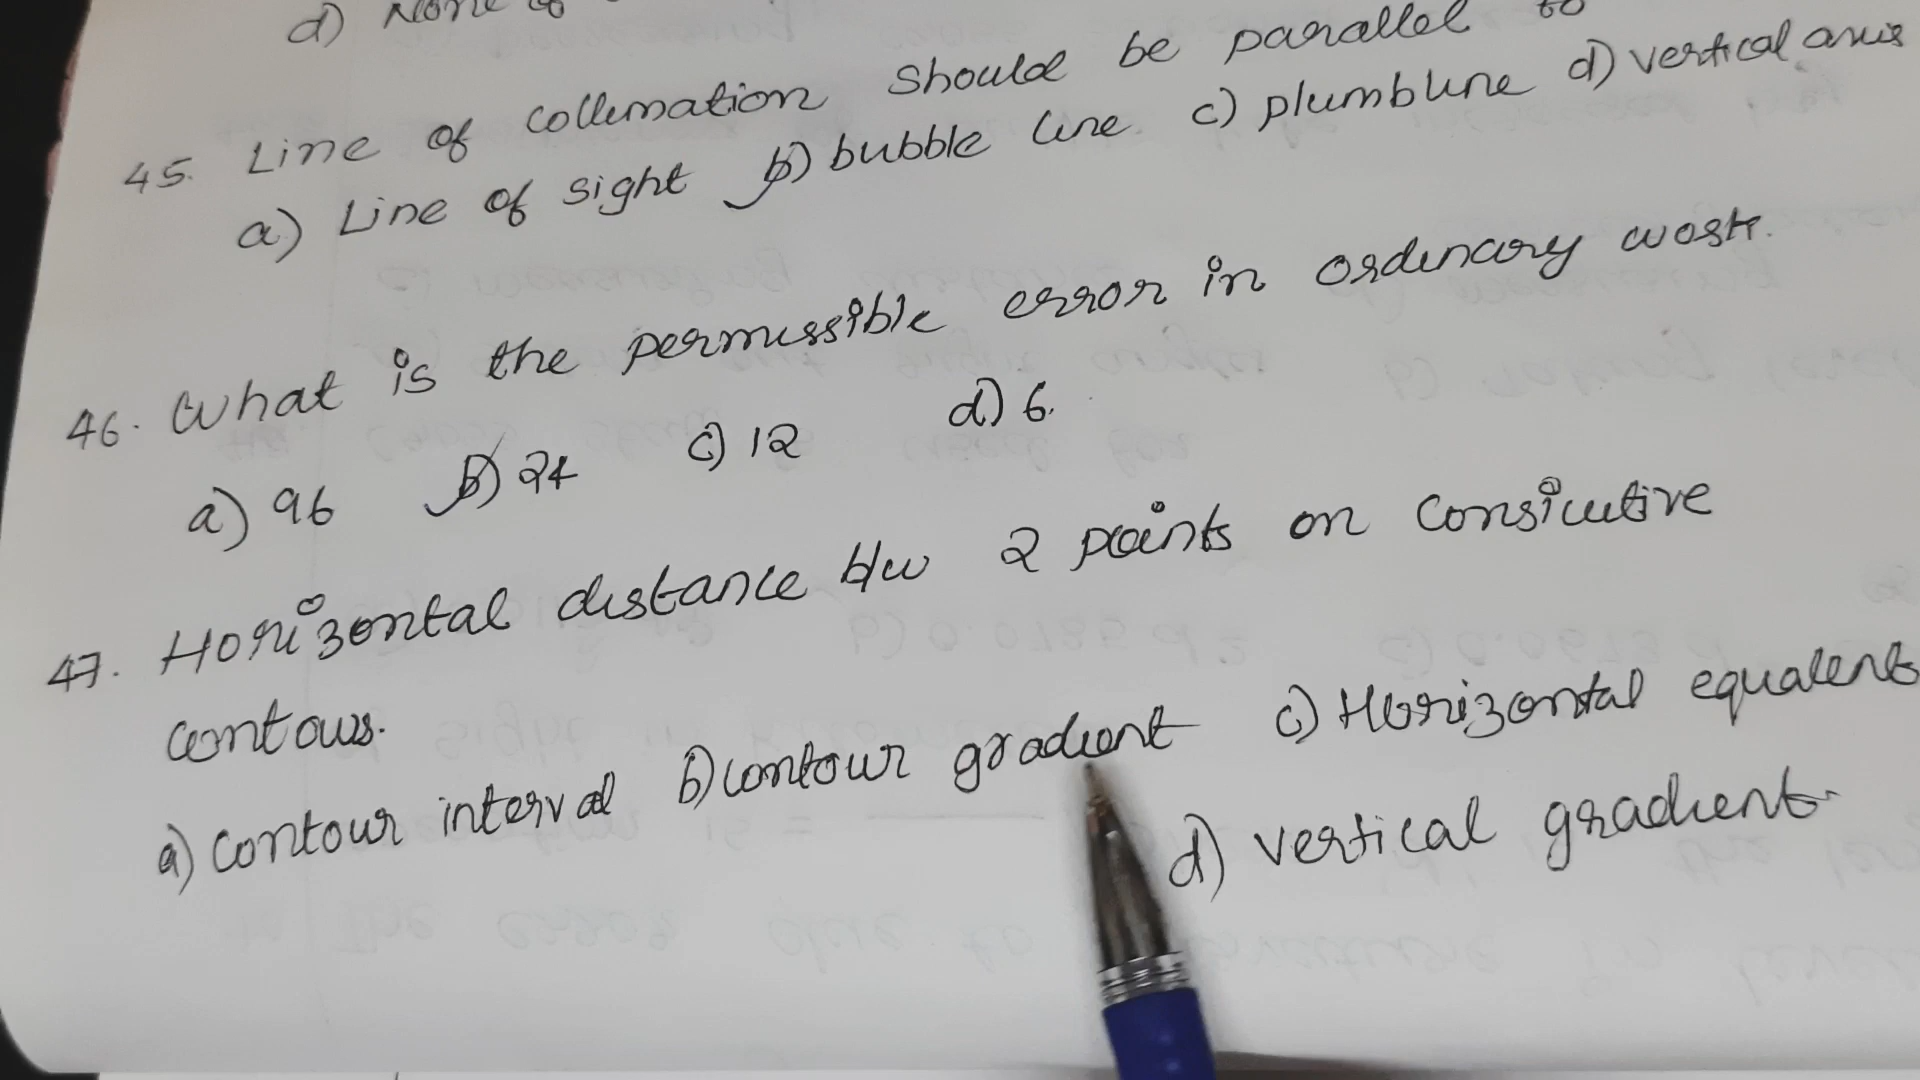 d) None of
45. Line of collimation should be parallel to
a) Line of sight b) bubble line c) plumbline d) vertical axis
46. What is the permissible error in ordinary work.
a) 96 b) 24 c) 12 d) 6.
47. Horizontal distance b/w 2 points on consicutive
contours.
a) contour interval b) contour gradient c) Horizontal equalent
d) vertical gradient.